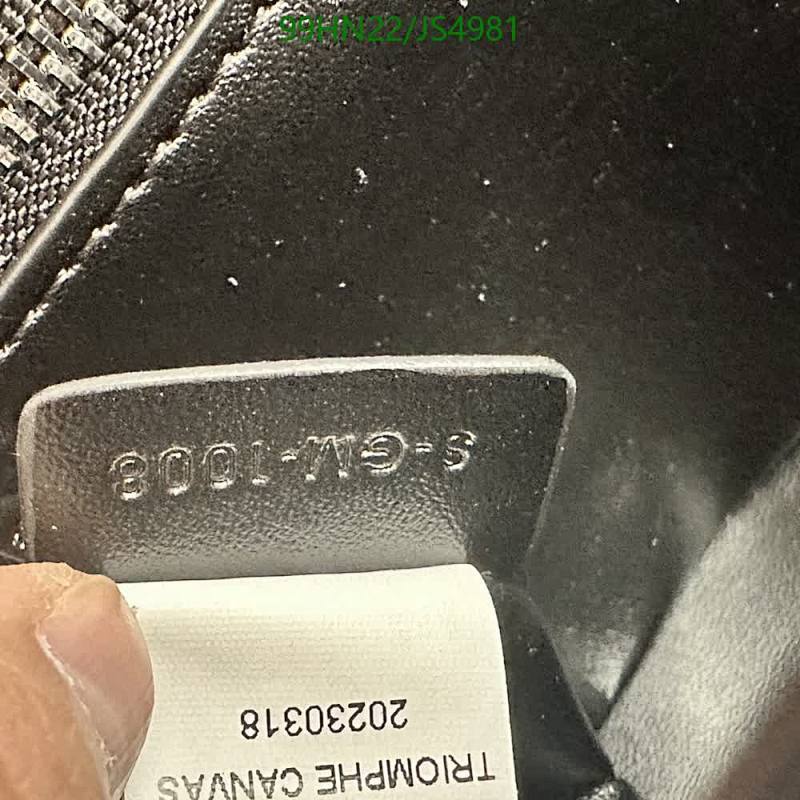 99HN22/JS4981
TRIOMPHE CANVAS
20230318
S-GM-1008